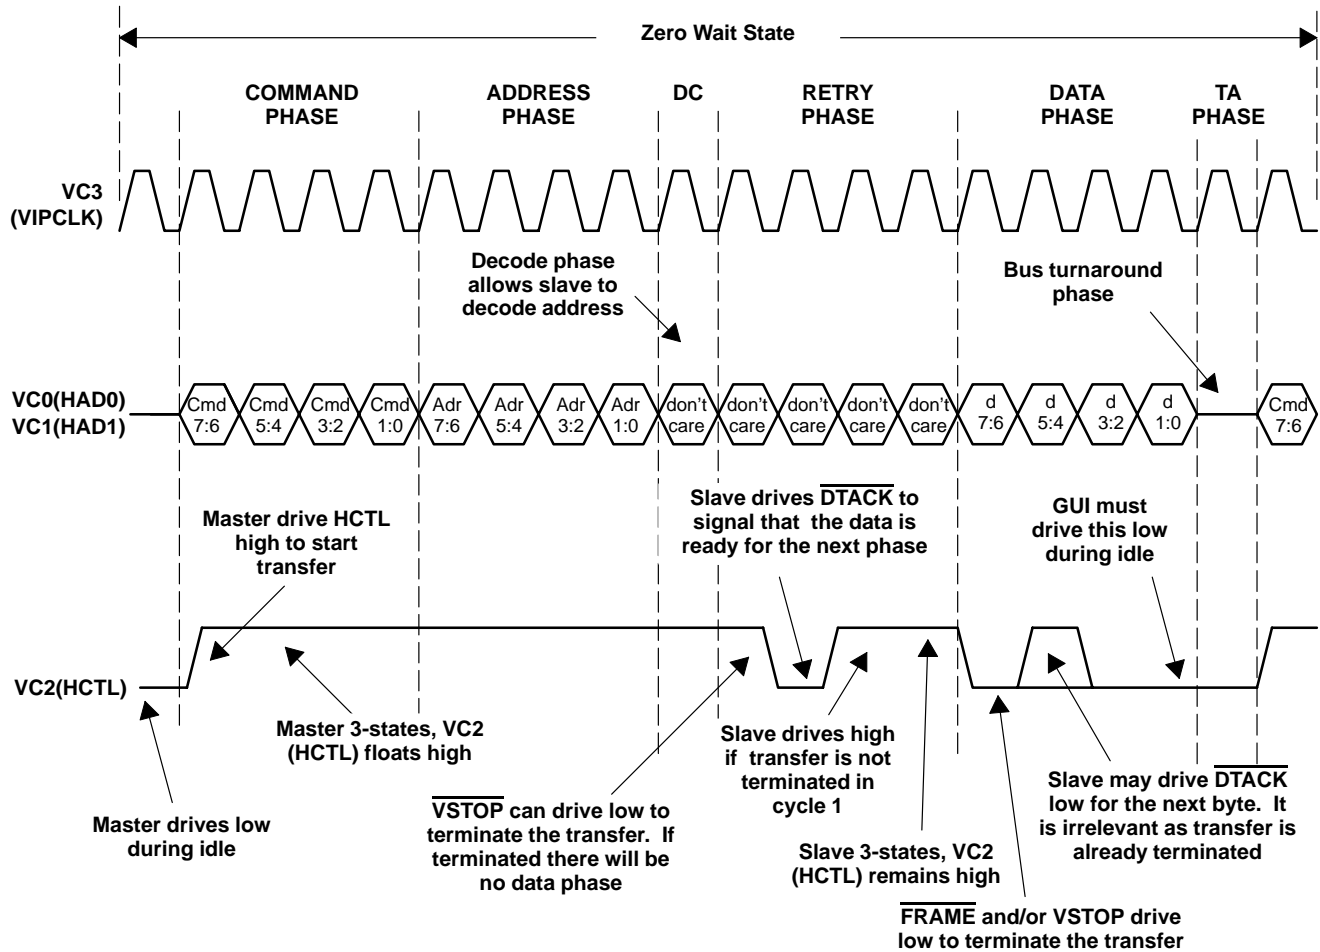 Zero Wait State
COMMAND
PHASE
ADDRESS
PHASE
DC
RETRY
PHASE
DATA
PHASE
TA
PHASE
VC3
(VIPCLK)
Decode phase
allows slave to
decode address
Bus turnaround
phase
VC0(HAD0)
VC1(HAD1)
Cmd
7:6
Cmd
5:4
Cmd
3:2
Cmd
1:0
Adr
7:6
Adr
5:4
Adr
3:2
Adr
1:0
don't
care
don't
care
don't
care
don't
care
don't
care
d
7:6
d
5:4
d
3:2
d
1:0
Cmd
7:6
Master drive HCTL
high to start
transfer
Slave drives DTACK to
signal that the data is
ready for the next phase
GUI must
drive this low
during idle
VC2(HCTL)
Master 3-states, VC2
(HCTL) floats high
Master drives low
during idle
VSTOP can drive low to
terminate the transfer. If
terminated there will be
no data phase
Slave drives high
if transfer is not
terminated in
cycle 1
Slave 3-states, VC2
(HCTL) remains high
Slave may drive DTACK
low for the next byte. It
is irrelevant as transfer is
already terminated
FRAME and/or VSTOP drive
low to terminate the transfer